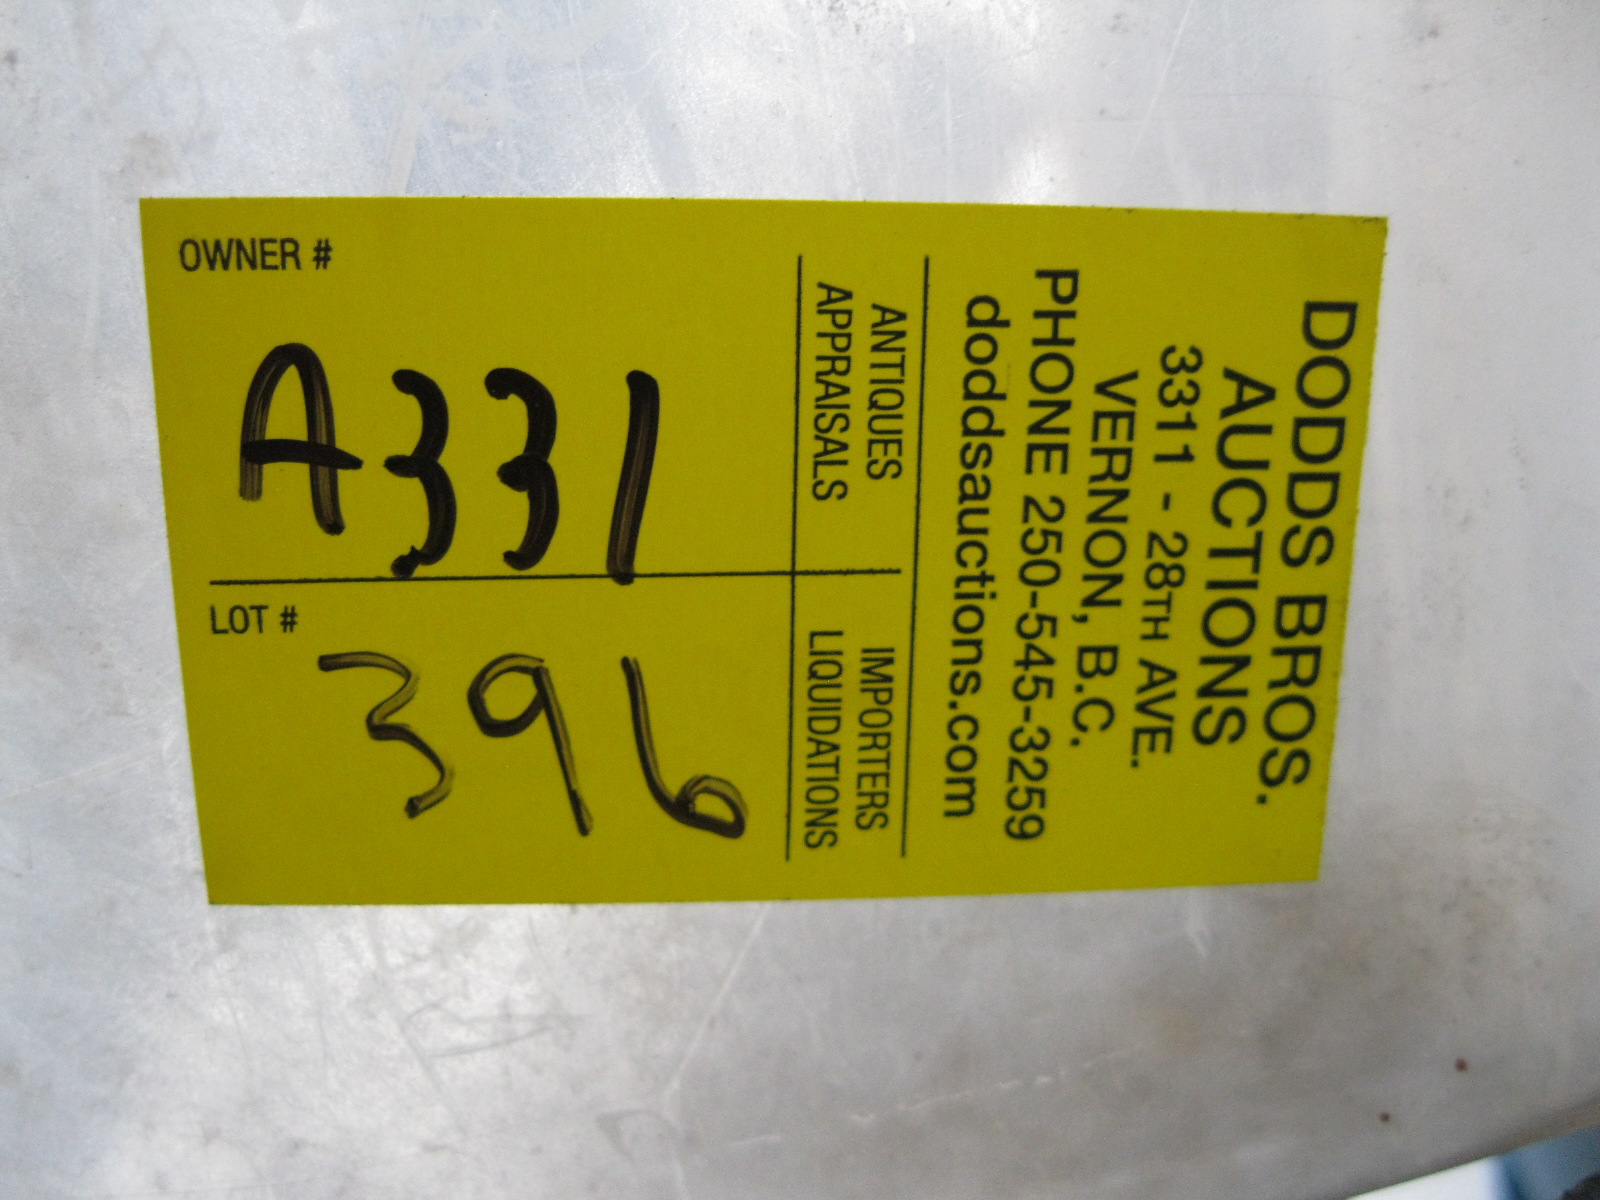 DODDS BROS.
AUCTIONS
3311 - 28TH AVE.
VERNON, B.C.
PHONE 250-545-3259
doddsauctions.com
ANTIQUES
APPRAISALS
IMPORTERS
LIQUIDATIONS
OWNER #
A331
LOT #
396